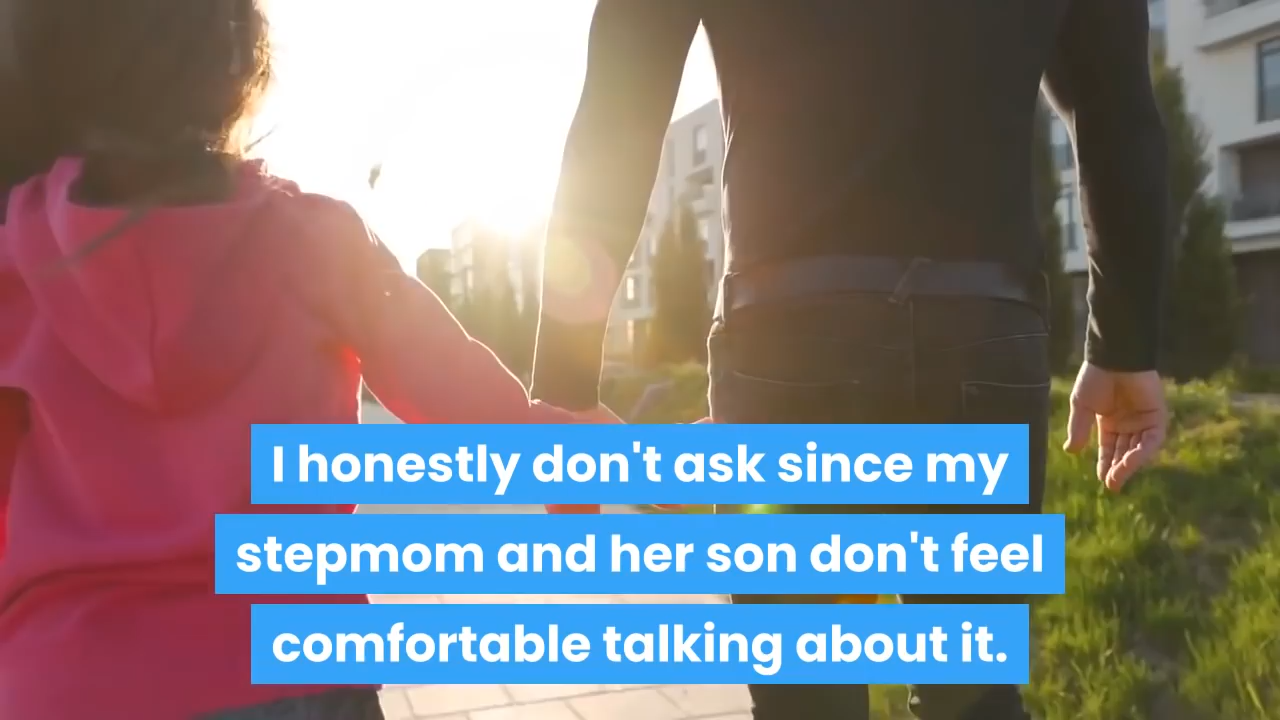 I honestly don't ask since my
stepmom and her son don't feel
comfortable talking about it.